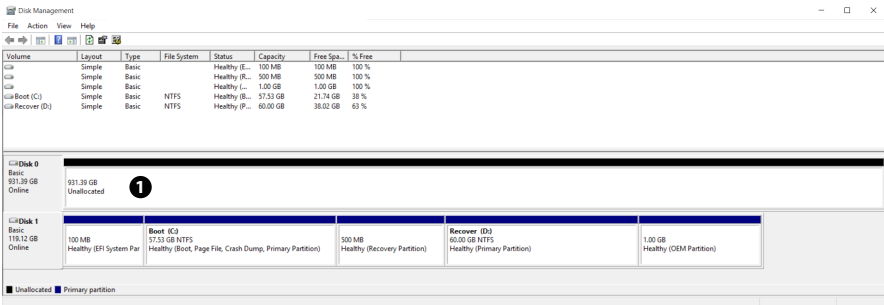 Disk Management
File Action View Help
Volume Layout Type File System Status Capacity Free Spa... % Free
Simple Basic Healthy (E... 100 MB 100 MB 100 %
Simple Basic Healthy (R... 500 MB 500 MB 100 %
Simple Basic Healthy (... 1.00 GB 1.00 GB 100 %
Boot (C:) Simple Basic NTFS Healthy (B... 57.53 GB 21.74 GB 38 %
Recover (D:) Simple Basic NTFS Healthy (P... 60.00 GB 38.02 GB 63 %
Disk 0
Basic
931.39 GB
Online
931.39 GB
Unallocated
1
Disk 1
Basic
119.12 GB
Online
100 MB
Healthy (EFI System Par
Boot (C:)
57.53 GB NTFS
Healthy (Boot, Page File, Crash Dump, Primary Partition)
500 MB
Healthy (Recovery Partition)
Recover (D:)
60.00 GB NTFS
Healthy (Primary Partition)
1.00 GB
Healthy (OEM Partition)
Unallocated Primary partition